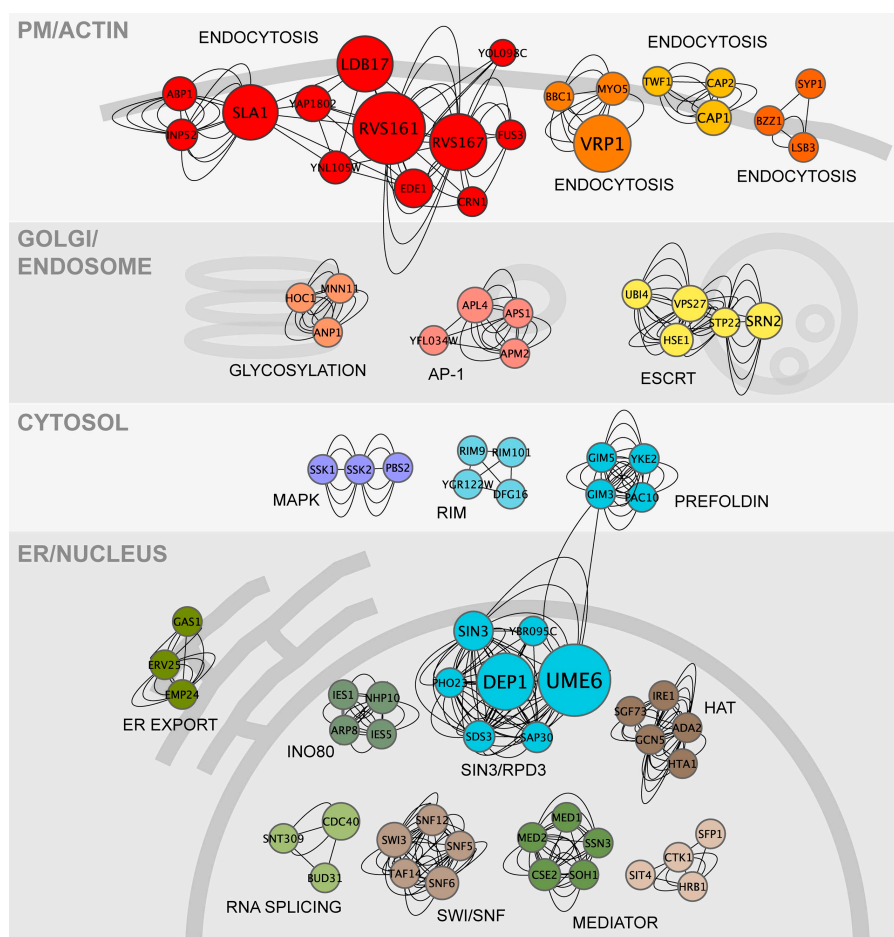 PM/ACTIN
ENDOCYTOSIS
ABP1
INP52
SLA1
YAP1802
LDB17
YNL105W
RVS161
EDE1
RVS167
YOL098C
FUS3
CRN1
BBC1
MYO5
VRP1
ENDOCYTOSIS
ENDOCYTOSIS
TWF1
CAP2
CAP1
SYP1
BZZ1
LSB3
ENDOCYTOSIS
GOLGI/
ENDOSOME
HOC1
MNN11
ANP1
GLYCOSYLATION
APL4
APS1
YFL034W
APM2
AP-1
UBI4
VPS27
STP22
SRN2
HSE1
ESCRT
CYTOSOL
SSK1
SSK2
PBS2
MAPK
RIM9
RIM101
YGR122W
DFG16
RIM
GIM5
YKE2
GIM3
PAC10
PREFOLDIN
ER/NUCLEUS
GAS1
ERV25
EMP24
ER EXPORT
IES1
NHP10
ARP8
IES5
INO80
SIN3
YBR095C
PHO23
DEP1
UME6
SDS3
SAP30
SIN3/RPD3
IRE1
SGF73
ADA2
GCN5
HTA1
HAT
CDC40
SNT309
BUD31
RNA SPLICING
SNF12
SWI3
SNF5
TAF14
SNF6
SWI/SNF
MED1
MED2
SSN3
CSE2
SOH1
MEDIATOR
SFP1
CTK1
SIT4
HRB1